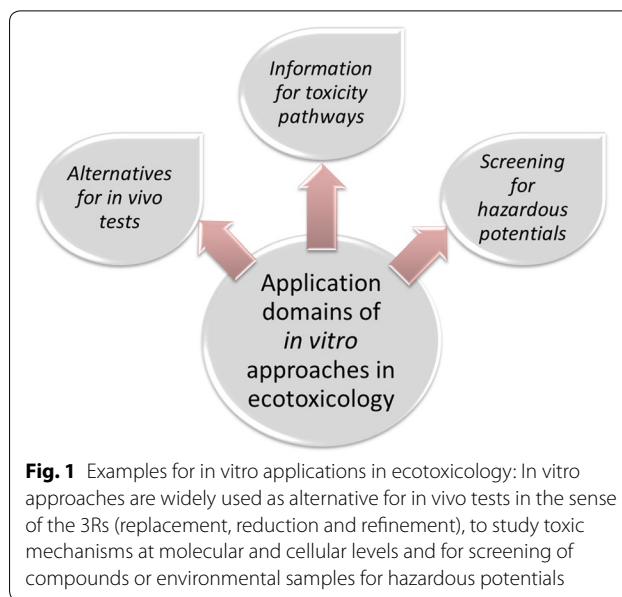 Information
for toxicity
pathways
Alternatives
for in vivo
tests
Screening
for
hazardous
potentials
Application
domains of
in vitro
approaches in
ecotoxicology
Fig. 1 Examples for in vitro applications in ecotoxicology: In vitro
approaches are widely used as alternative for in vivo tests in the sense
of the 3Rs (replacement, reduction and refinement), to study toxic
mechanisms at molecular and cellular levels and for screening of
compounds or environmental samples for hazardous potentials